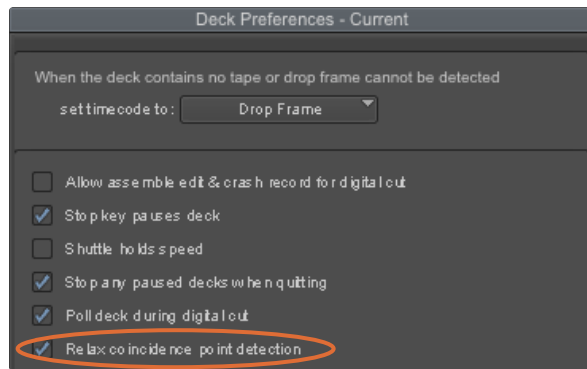 Deck Preferences - Current
When the deck contains no tape or drop frame cannot be detected
set timecode to: Drop Frame
Allow assemble edit & crash record for digital cut
Stop key pauses deck
Shuttle holds speed
Stop any paused decks when quitting
Poll deck during digital cut
Relax coincidence point detection